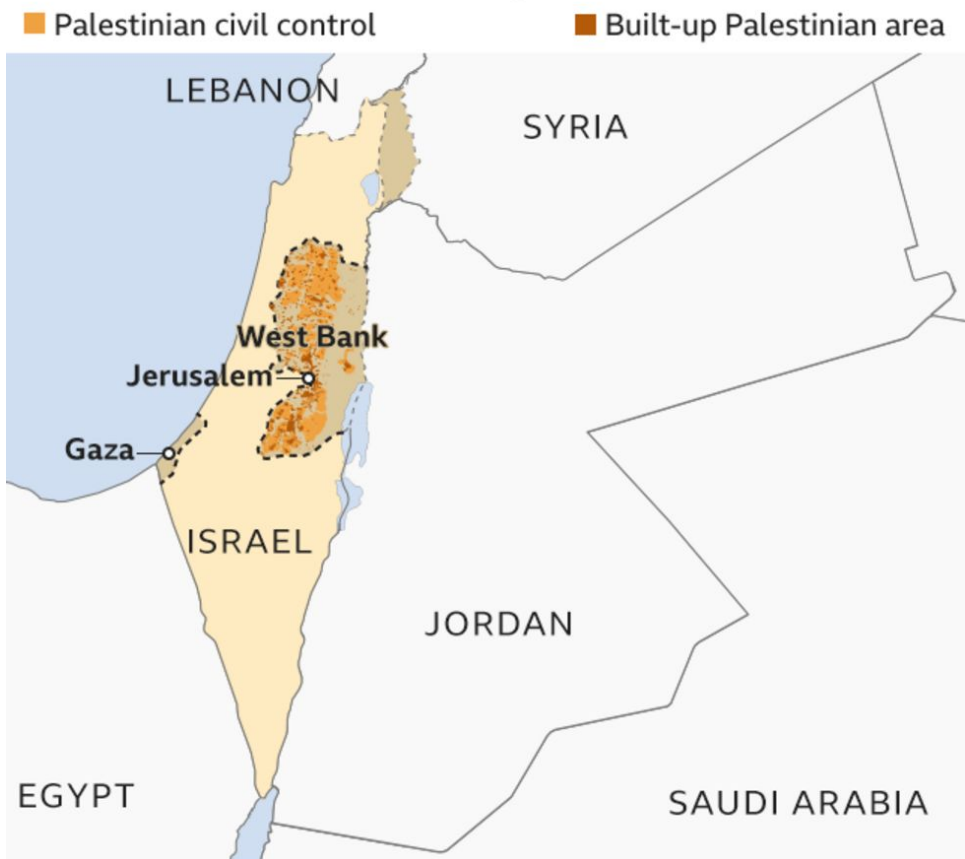 Palestinian civil control
Built-up Palestinian area
LEBANON
SYRIA
West Bank
Jerusalem
Gaza
ISRAEL
JORDAN
EGYPT
SAUDI ARABIA